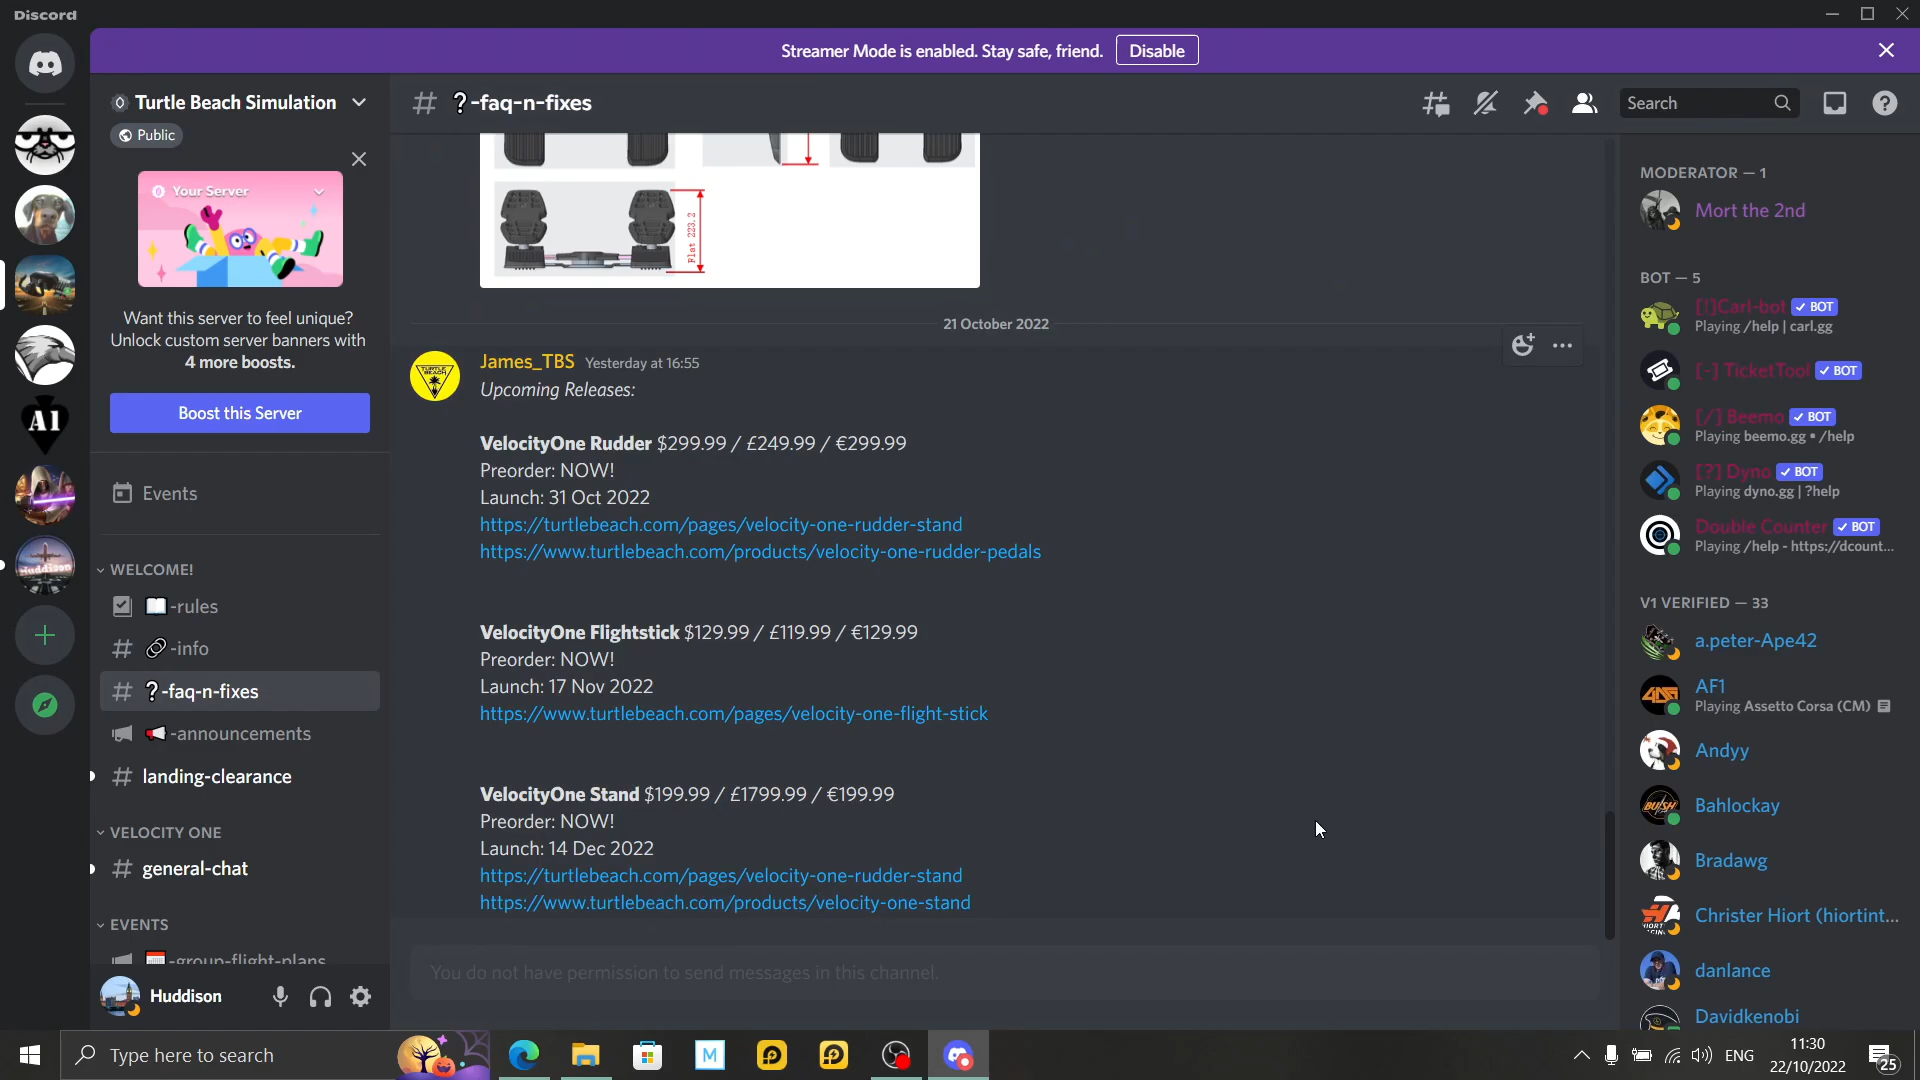 Discord
Streamer Mode is enabled. Stay safe, friend. Disable
Turtle Beach Simulation
Public
Your Server
Want this server to feel unique?
Unlock custom server banners with
4 more boosts.
Boost this Server
Events
WELCOME!
-rules
-info
?-faq-n-fixes
-announcements
landing-clearance
VELOCITY ONE
general-chat
EVENTS
-group-flight-plans
Huddison
?-faq-n-fixes
Search
Flat 223.2
21 October 2022
TURTLE BEACH
James_TBS Yesterday at 16:55
Upcoming Releases:
VelocityOne Rudder $299.99 / £249.99 / €299.99
Preorder: NOW!
Launch: 31 Oct 2022
https://turtlebeach.com/pages/velocity-one-rudder-stand
https://www.turtlebeach.com/products/velocity-one-rudder-pedals
VelocityOne Flightstick $129.99 / £119.99 / €129.99
Preorder: NOW!
Launch: 17 Nov 2022
https://www.turtlebeach.com/pages/velocity-one-flight-stick
VelocityOne Stand $199.99 / £1799.99 / €199.99
Preorder: NOW!
Launch: 14 Dec 2022
https://turtlebeach.com/pages/velocity-one-rudder-stand
https://www.turtlebeach.com/products/velocity-one-stand
You do not have permission to send messages in this channel.
MODERATOR — 1
Mort the 2nd
BOT — 5
[!]Carl-bot BOT
Playing /help | carl.gg
[-] TicketTool BOT
[/] Beemo BOT
Playing beemo.gg • /help
[?] Dyno BOT
Playing dyno.gg | ?help
Double Counter BOT
Playing /help - https://dcount...
V1 VERIFIED — 33
a.peter-Ape42
AF1
Playing Assetto Corsa (CM)
Andyy
Bahlockay
Bradawg
Christer Hiort (hiortint...
danlance
Davidkenobi
A1
Huddison
Type here to search
M
ENG
11:30
22/10/2022
25